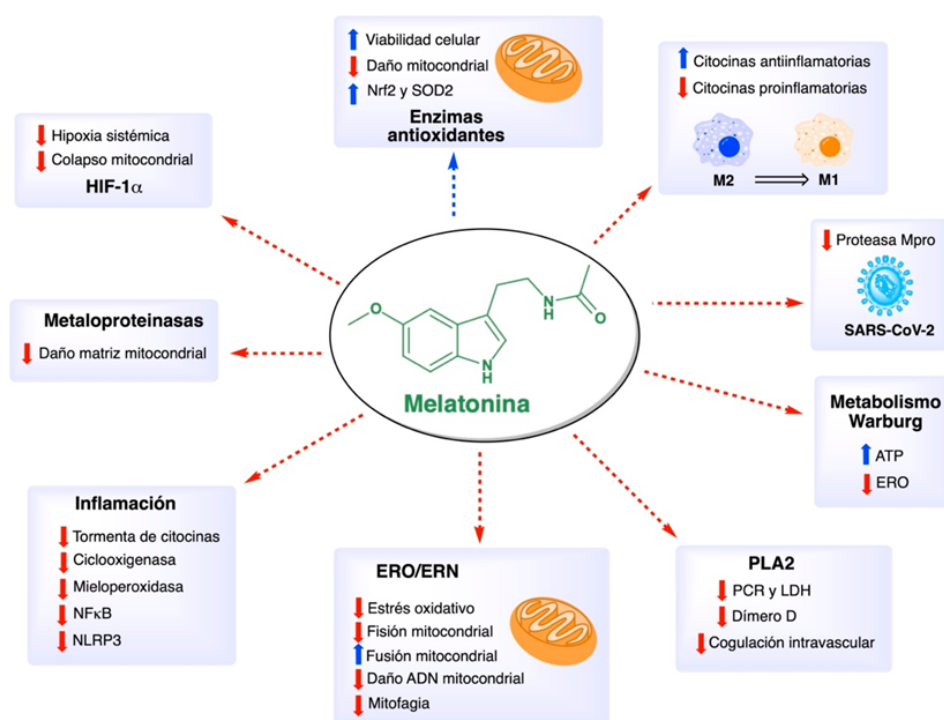 Viabilidad celular
Daño mitocondrial
Nrf2 y SOD2
Enzimas
antioxidantes
Citocinas antiinflamatorias
Citocinas proinflamatorias
M2
M1
Hipoxia sistémica
Colapso mitocondrial
HIF-1α
Proteasa Mpro
SARS-CoV-2
Metaloproteinasas
Daño matriz mitocondrial
O
N
H
O
N
H
Melatonina
Metabolismo
Warburg
ATP
ERO
Inflamación
Tormenta de citocinas
Ciclooxigenasa
Mieloperoxidasa
NFκB
NLRP3
ERO/ERN
Estrés oxidativo
Fisión mitocondrial
Fusión mitocondrial
Daño ADN mitocondrial
Mitofagia
PLA2
PCR y LDH
Dímero D
Cogulación intravascular